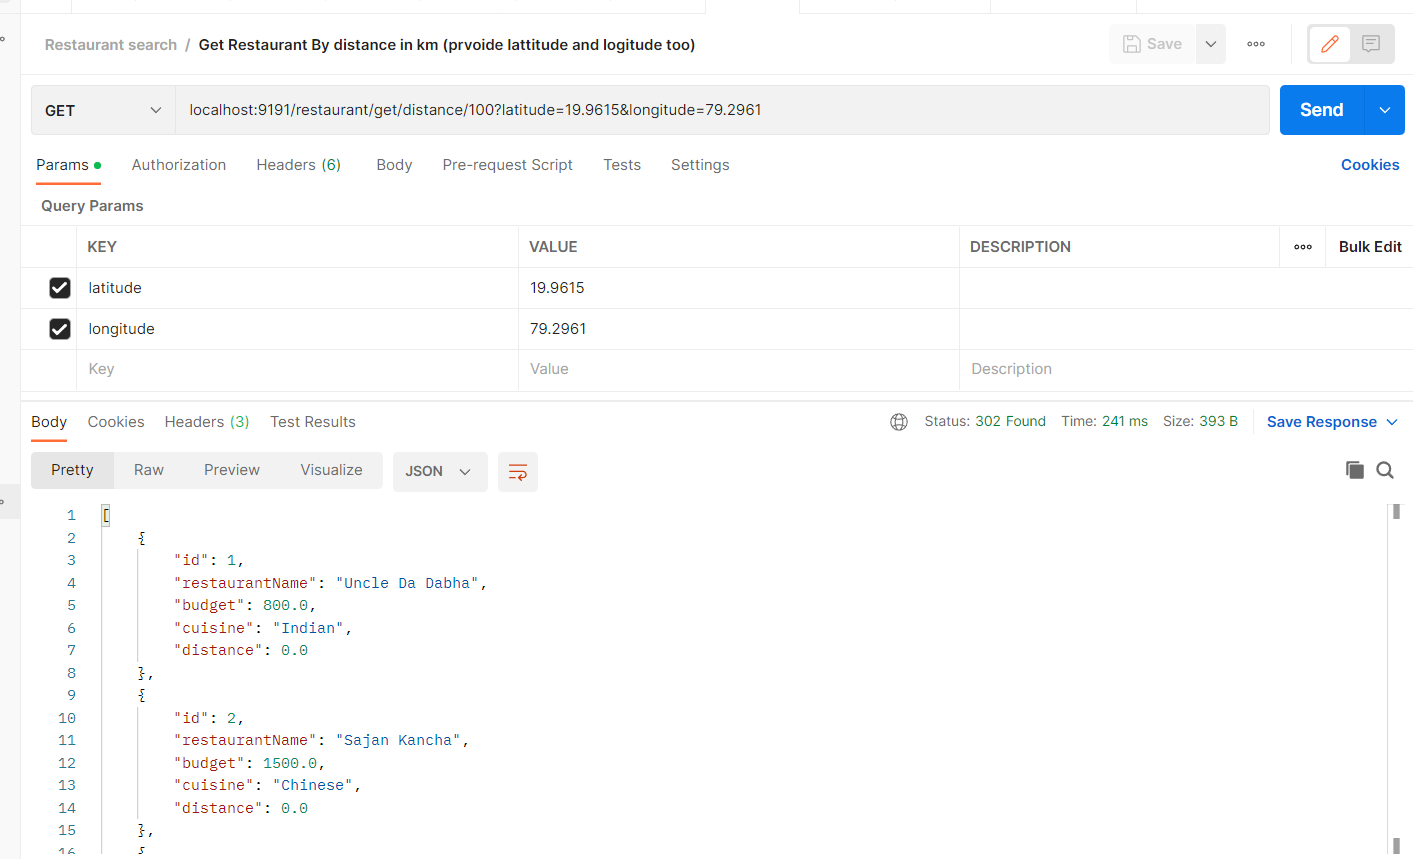 Restaurant search / Get Restaurant By distance in km (prvoide lattitude and logitude too)
Save
GET
localhost:9191/restaurant/get/distance/100?latitude=19.9615&longitude=79.2961
Send
Params Authorization Headers (6) Body Pre-request Script Tests Settings Cookies
Query Params
KEY VALUE DESCRIPTION Bulk Edit
latitude 19.9615
longitude 79.2961
Key Value Description
Body Cookies Headers (3) Test Results Status: 302 Found Time: 241 ms Size: 393 B Save Response
Pretty Raw Preview Visualize JSON
1 [
2 {
3 "id": 1,
4 "restaurantName": "Uncle Da Dabha",
5 "budget": 800.0,
6 "cuisine": "Indian",
7 "distance": 0.0
8 },
9 {
10 "id": 2,
11 "restaurantName": "Sajan Kancha",
12 "budget": 1500.0,
13 "cuisine": "Chinese",
14 "distance": 0.0
15 },
16 {